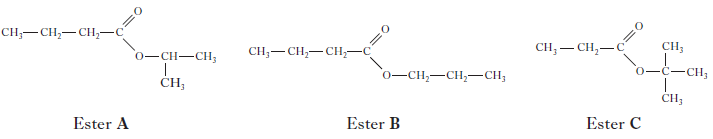 CH₃—CH₂—CH₂—C
O
O—CH—CH₃
CH₃
Ester A
CH₃—CH₂—CH₂—C
O
O—CH₂—CH₂—CH₃
Ester B
CH₃—CH₂—C
O
CH₃
O—C—CH₃
CH₃
Ester C